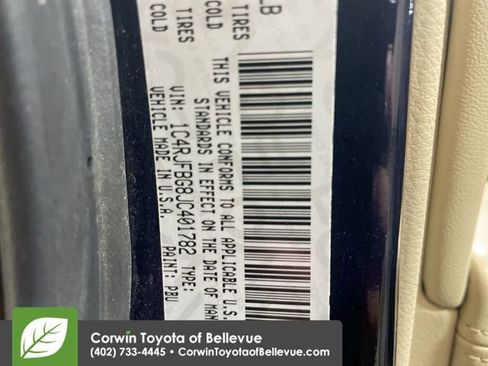 LB
TIRES
COLD
TIRES
COLD
THIS VEHICLE CONFORMS TO ALL APPLICABLE U.S.
STANDARDS IN EFFECT ON THE DATE OF MAN
VIN: 1C4RJFBG8JC401782 TYPE:
VEHICLE MADE IN U.S.A. PAINT: PBU
Corwin Toyota of Bellevue
(402) 733-4445 • CorwinToyotaofBellevue.com